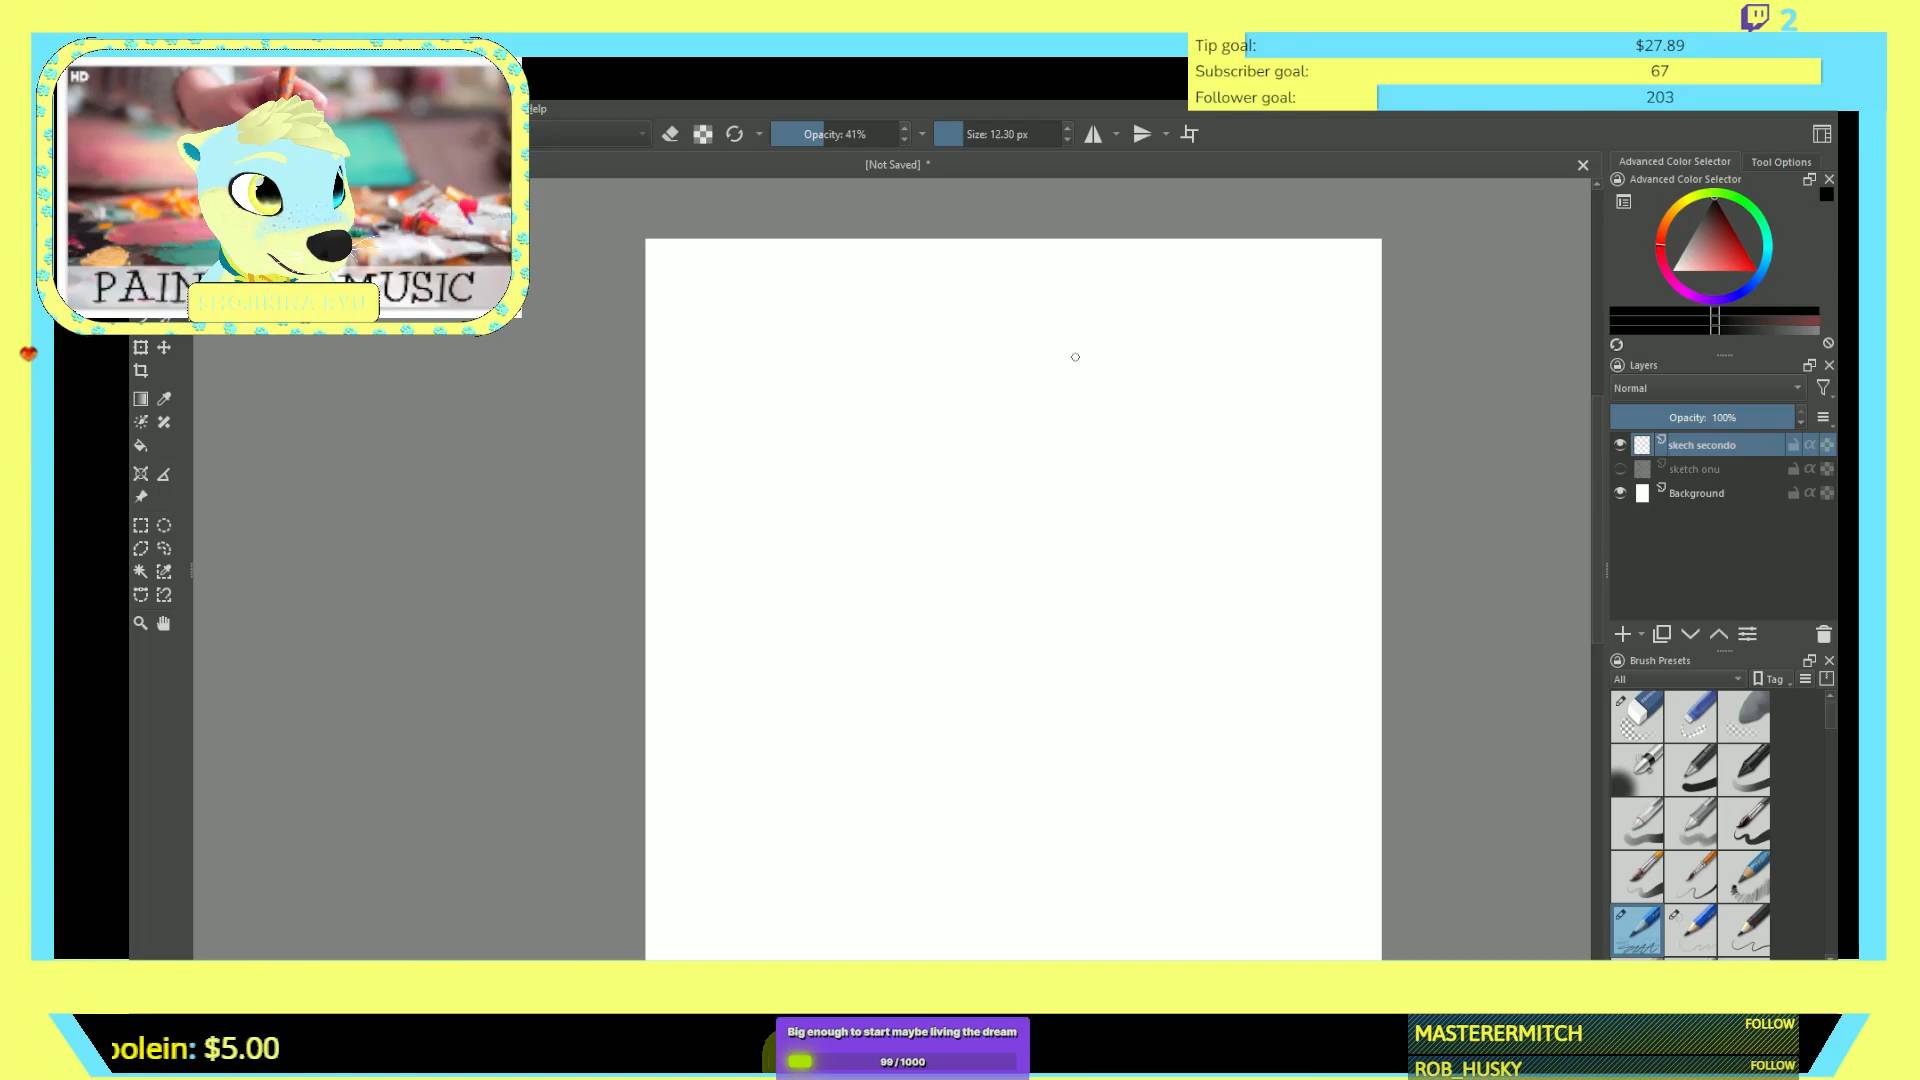 2
Tip goal: $27.89
Subscriber goal: 67
Follower goal: 203
HD
elp
Opacity: 41%
Size: 12.30 px
[Not Saved] *
Advanced Color Selector
Tool Options
Advanced Color Selector
PAIN
MUSIC
Layers
Normal
Opacity: 100%
skech secondo
sketch onu
Background
Brush Presets
All
Tag
oolein: $5.00
Big enough to start maybe living the dream
99 / 1000
MASTERERMITCH FOLLOW
ROB_HUSKY FOLLOW